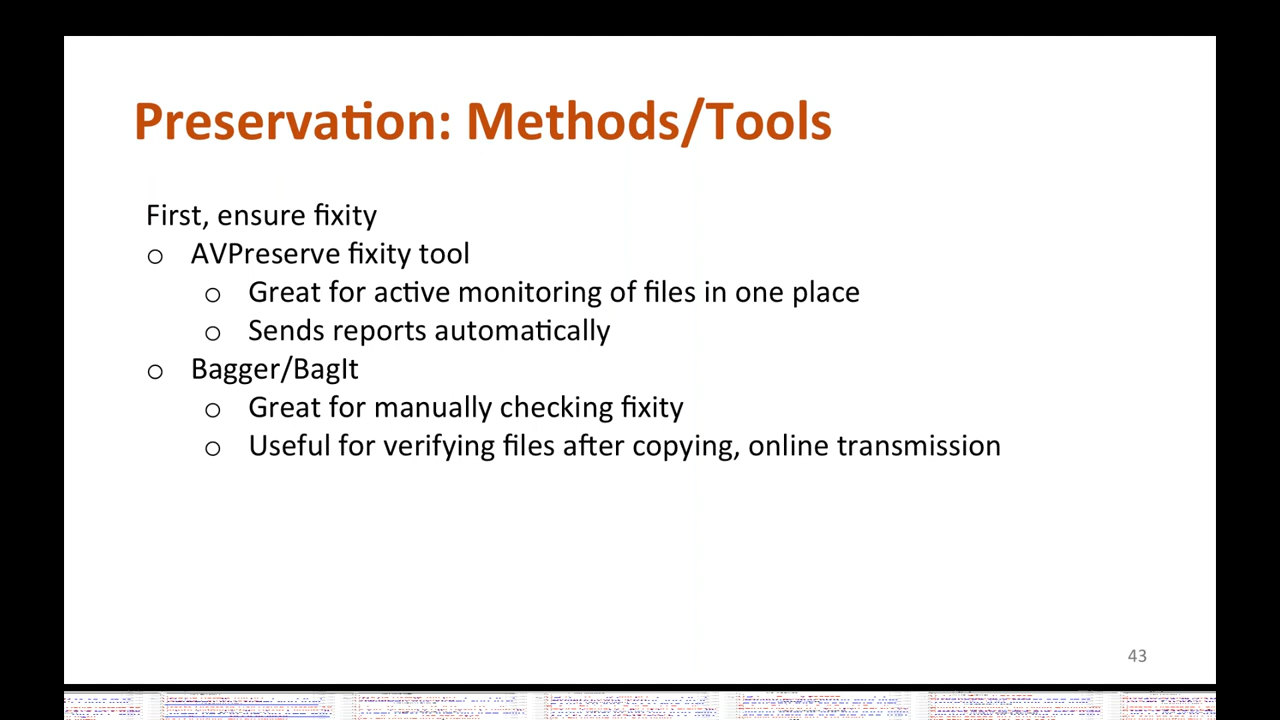 Preservation: Methods/Tools
First, ensure fixity
o AVPreserve fixity tool
o Great for active monitoring of files in one place
o Sends reports automatically
o Bagger/BagIt
o Great for manually checking fixity
o Useful for verifying files after copying, online transmission
43